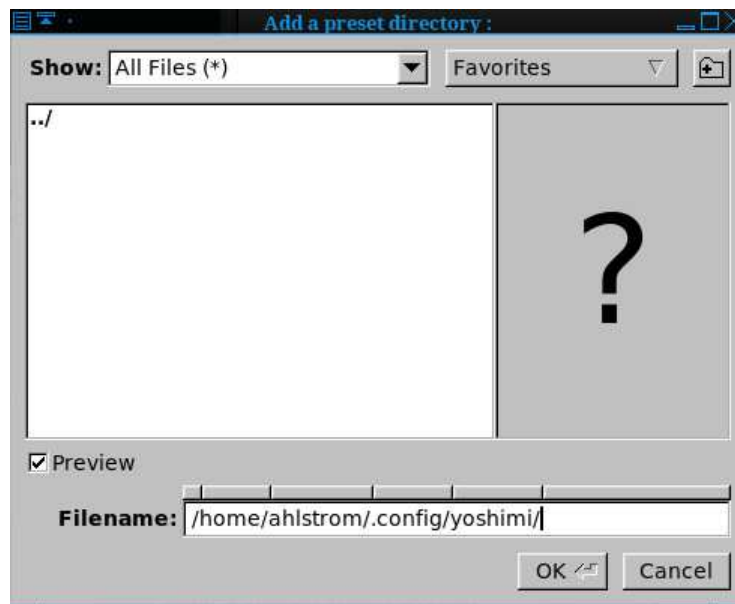 Add a preset directory :
Show: All Files (*) Favorites
../
?
Preview
Filename: /home/ahlstrom/.config/yoshimi/
OK Cancel